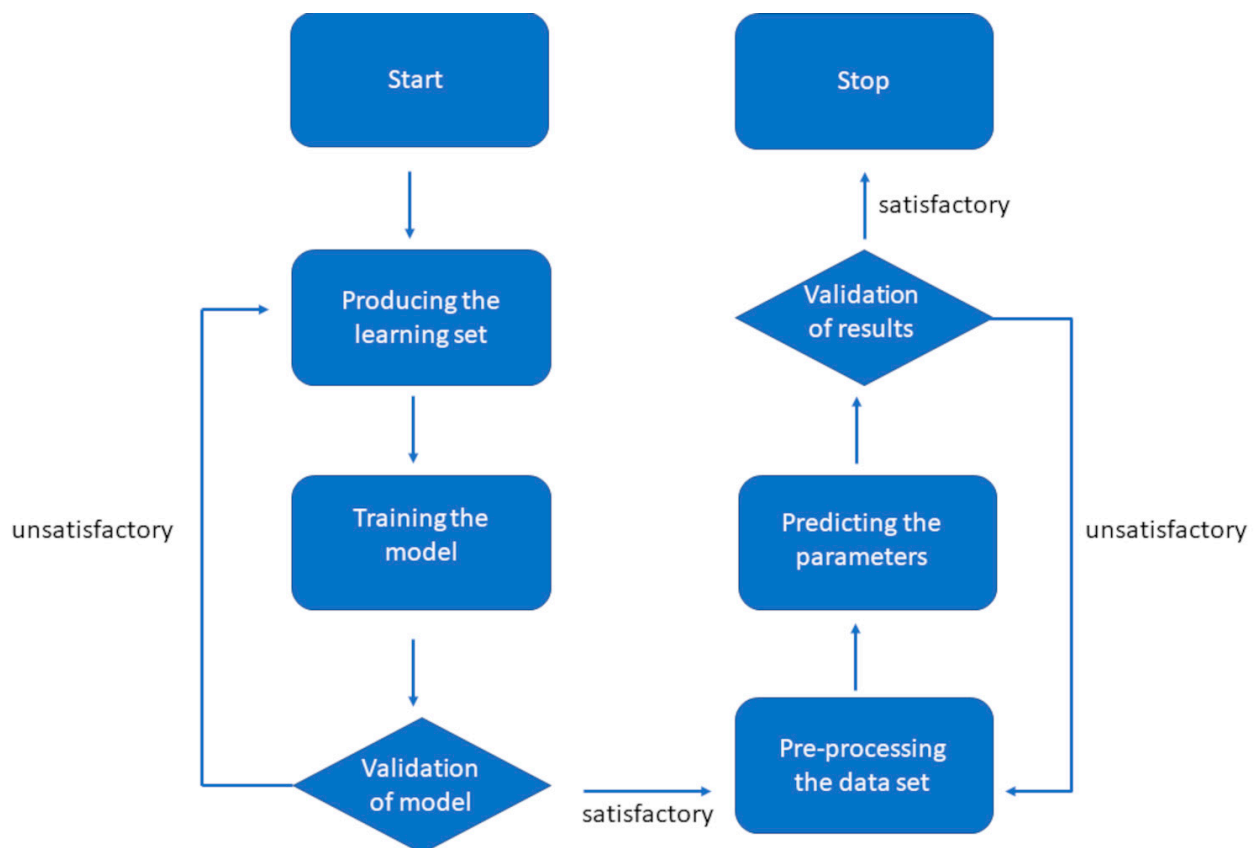 Start
Producing the
learning set
Training the
model
unsatisfactory
Validation
of model
satisfactory
Pre-processing
the data set
Predicting the
parameters
Validation
of results
unsatisfactory
satisfactory
Stop